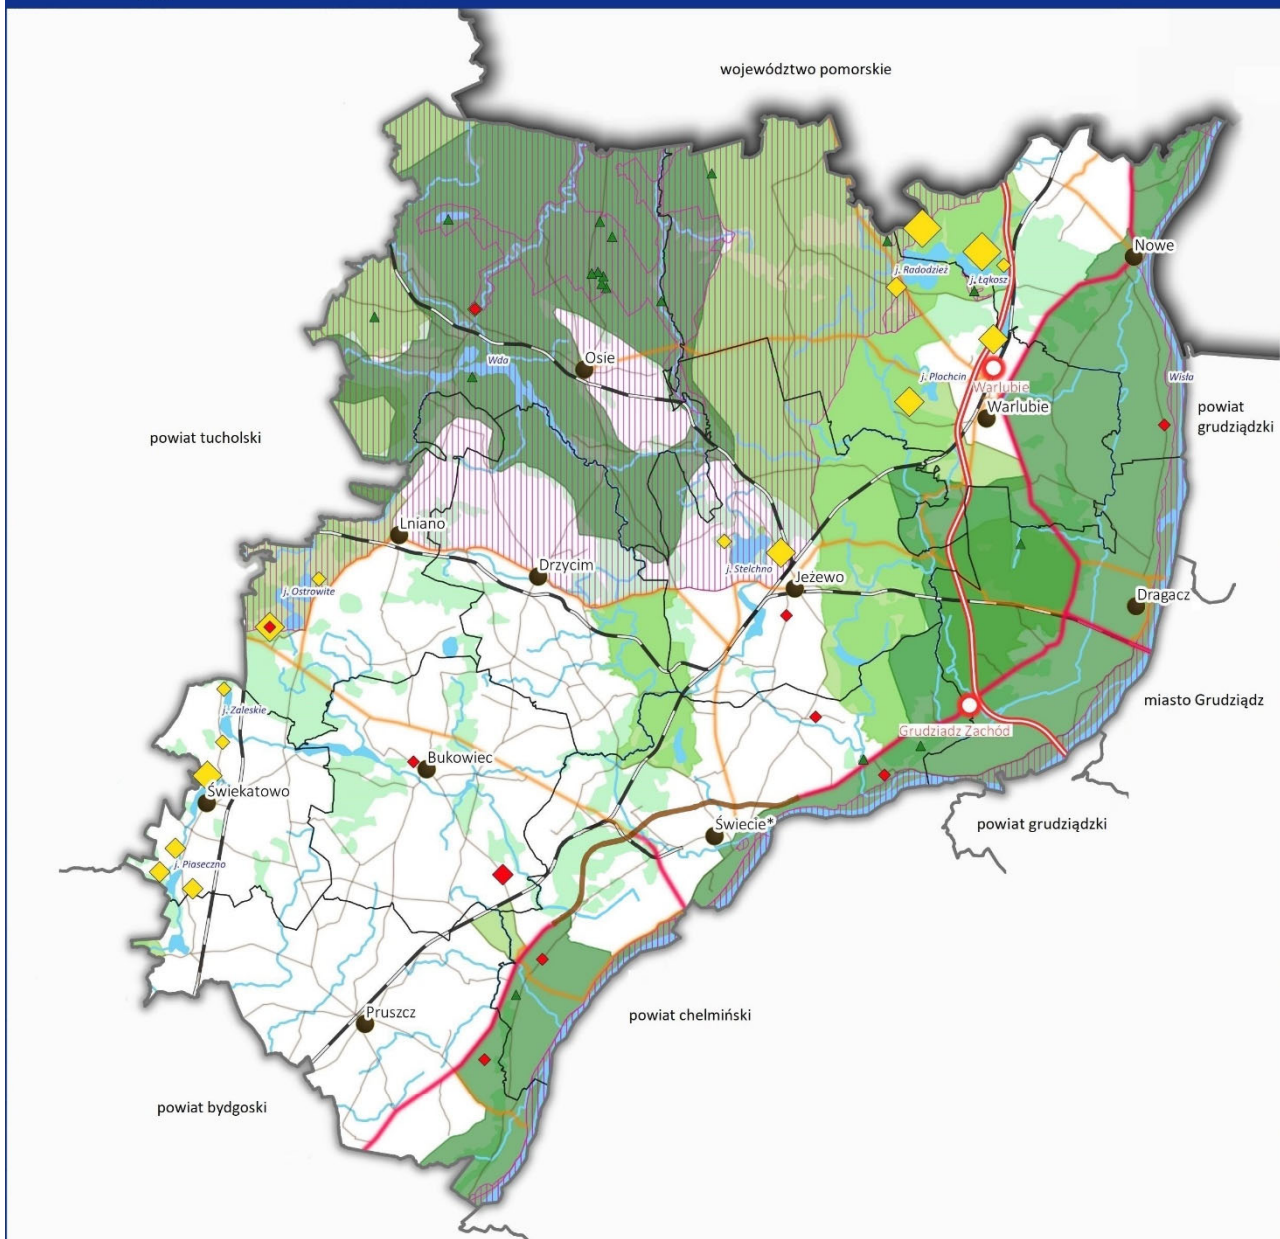 województwo pomorskie
Nowe
j. Radodzież
j. Łąkosz
Osie
Wda
j. Płochcin
Wisła
Warlubie
Warlubie
powiat
grudziądzki
powiat tucholski
Lniano
Drzycim
j. Stelchno
Jeżewo
j. Ostrowite
Dragacz
miasto Grudziądz
j. Zaleskie
Grudziadz Zachód
Bukowiec
Świekatowo
Świecie*
powiat grudziądzki
j. Piaseczno
Pruszcz
powiat chełmiński
powiat bydgoski